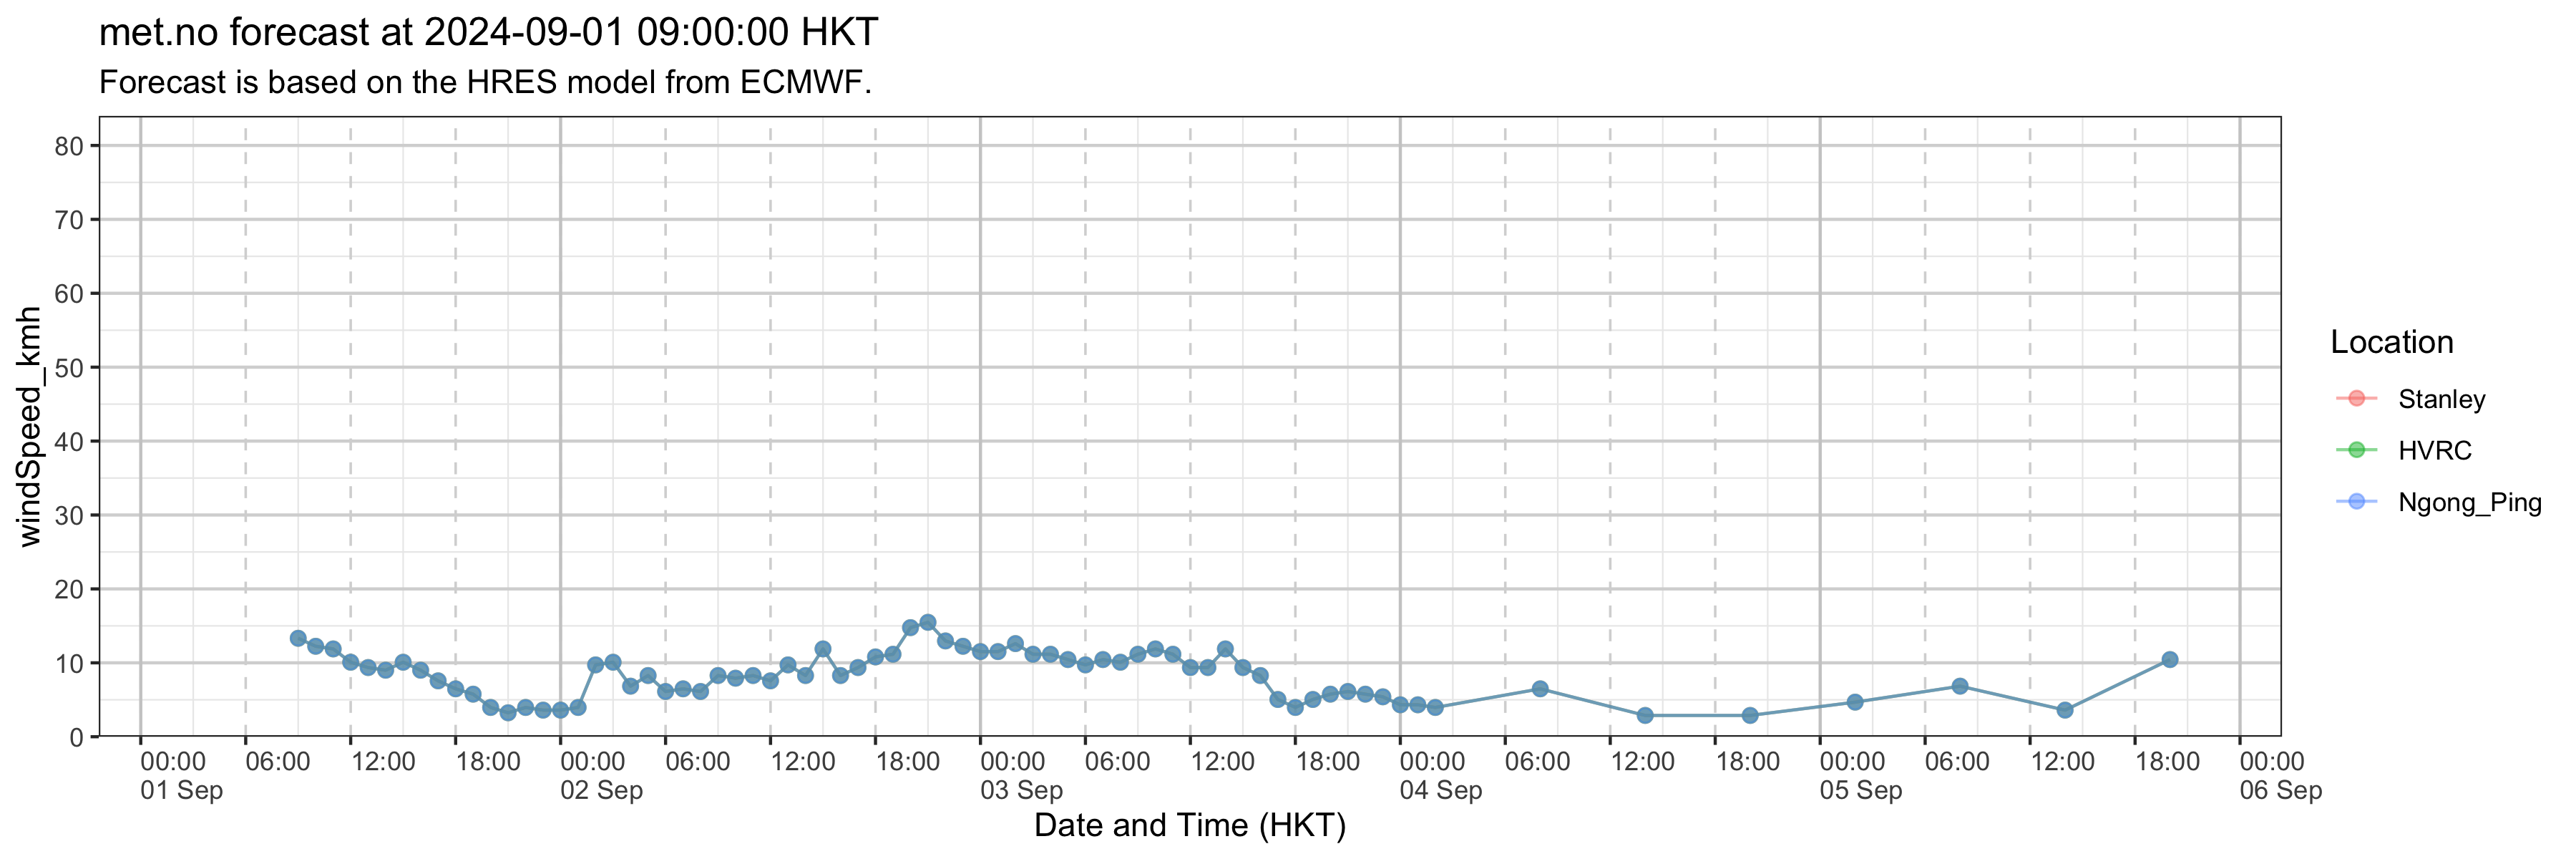 met.no forecast at 2024-09-01 09:00:00 HKT
Forecast is based on the HRES model from ECMWF.
windSpeed_kmh
80
70
60
50
40
30
20
10
0
00:00 06:00 12:00 18:00 00:00 06:00 12:00 18:00 00:00 06:00 12:00 18:00 00:00 06:00 12:00 18:00 00:00 06:00 12:00 18:00 00:00
01 Sep 02 Sep 03 Sep 04 Sep 05 Sep 06 Sep
Date and Time (HKT)
Location
Stanley
HVRC
Ngong_Ping